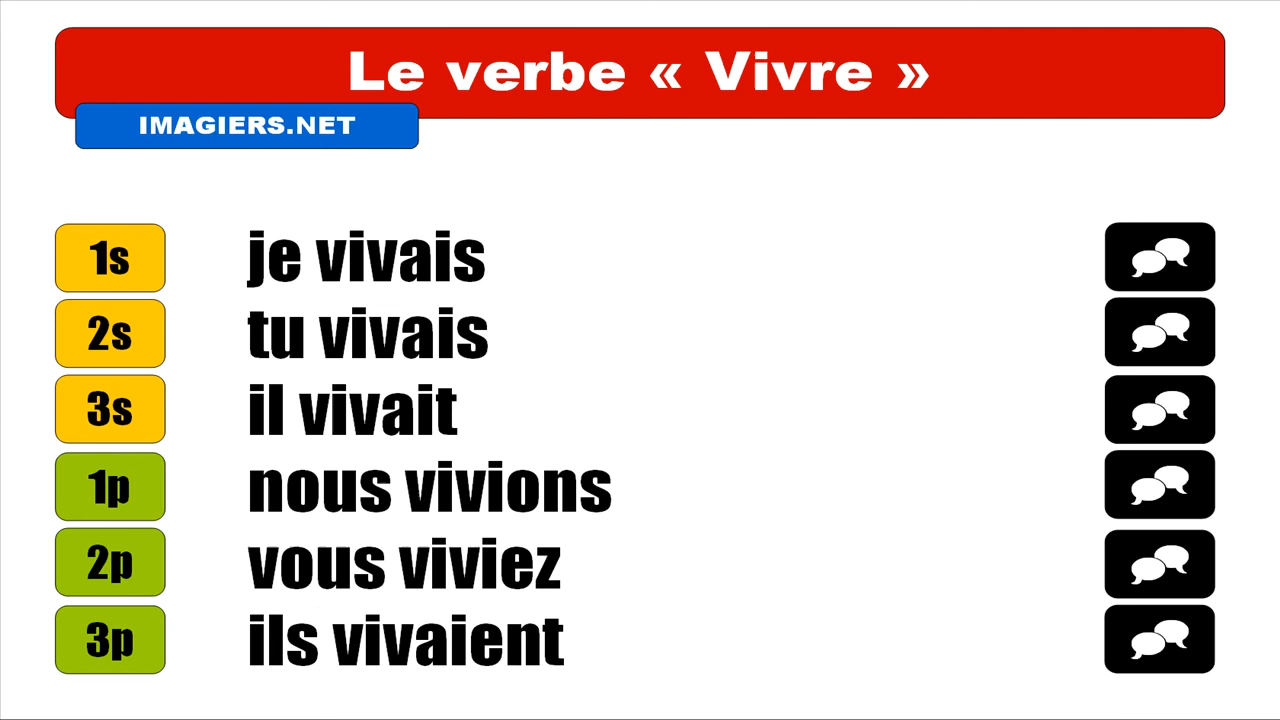 Le verbe « Vivre »
IMAGIERS.NET
1s je vivais
2s tu vivais
3s il vivait
1p nous vivions
2p vous viviez
3p ils vivaient